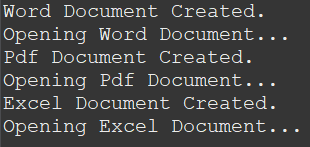 Word Document Created.
Opening Word Document...
Pdf Document Created.
Opening Pdf Document...
Excel Document Created.
Opening Excel Document...